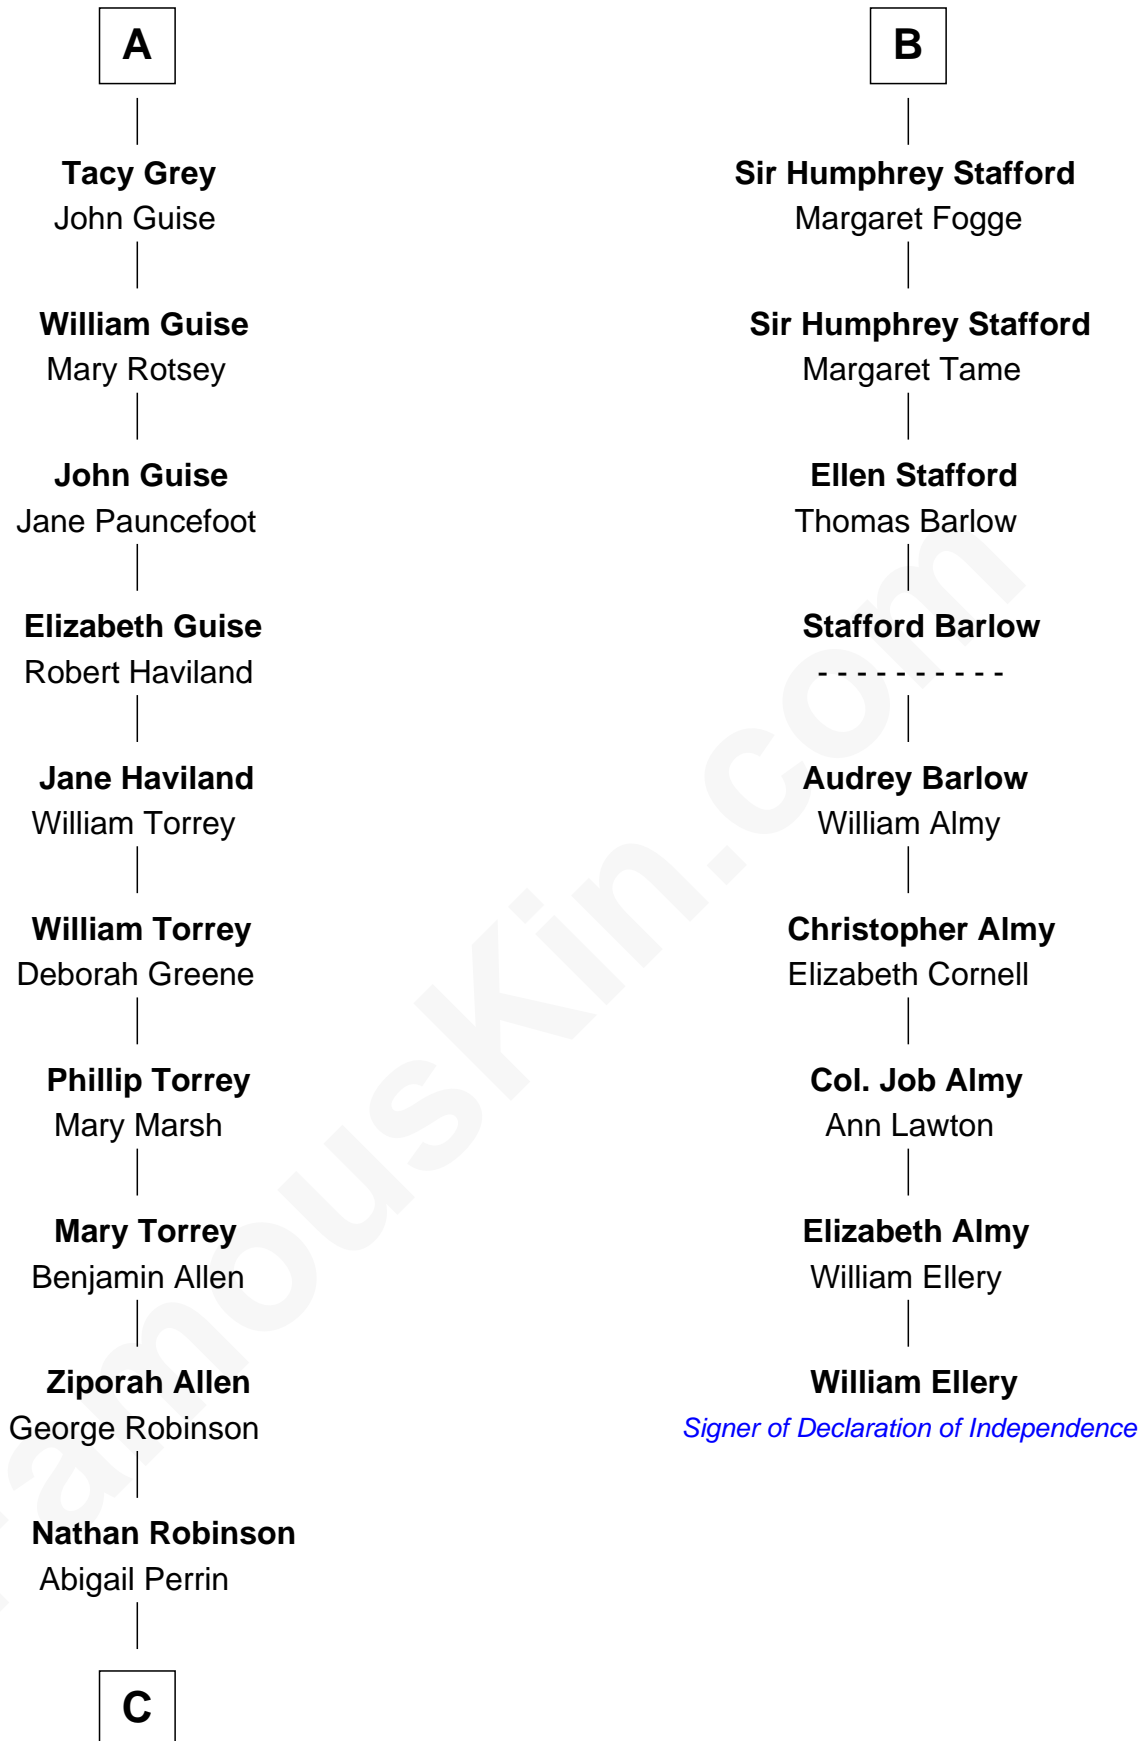 A
Tacy Grey
John Guise
William Guise
Mary Rotsey
John Guise
Jane Pauncefoot
Elizabeth Guise
Robert Haviland
Jane Haviland
William Torrey
William Torrey
Deborah Greene
Phillip Torrey
Mary Marsh
Mary Torrey
Benjamin Allen
Ziporah Allen
George Robinson
Nathan Robinson
Abigail Perrin
C
B
Sir Humphrey Stafford
Margaret Fogge
Sir Humphrey Stafford
Margaret Tame
Ellen Stafford
Thomas Barlow
Stafford Barlow
- - - - - - - - - -
Audrey Barlow
William Almy
Christopher Almy
Elizabeth Cornell
Col. Job Almy
Ann Lawton
Elizabeth Almy
William Ellery
William Ellery
Signer of Declaration of Independence
FamousKin.com